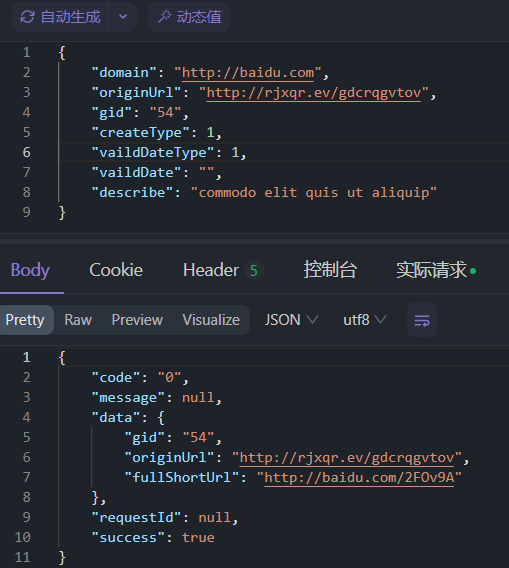 自动生成 动态值
1 {
2 "domain": "http://baidu.com",
3 "originUrl": "http://rjxqr.ev/gdcrqgvtov",
4 "gid": "54",
5 "createType": 1,
6 "vaildDateType": 1,
7 "vaildDate": "",
8 "describe": "commodo elit quis ut aliquip"
9 }
Body Cookie Header 5 控制台 实际请求
Pretty Raw Preview Visualize JSON utf8
1 {
2 "code": "0",
3 "message": null,
4 "data": {
5 "gid": "54",
6 "originUrl": "http://rjxqr.ev/gdcrqgvtov",
7 "fullShortUrl": "http://baidu.com/2FOv9A"
8 },
9 "requestId": null,
10 "success": true
11 }